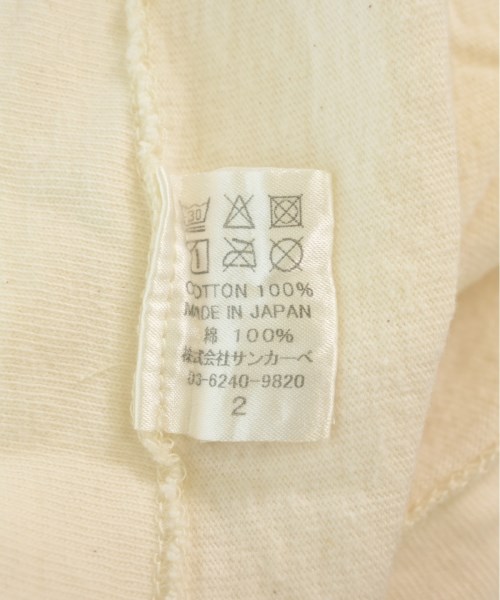 30
COTTON 100%
MADE IN JAPAN
綿 100%
株式会社サンカーベ
03-6240-9820
2